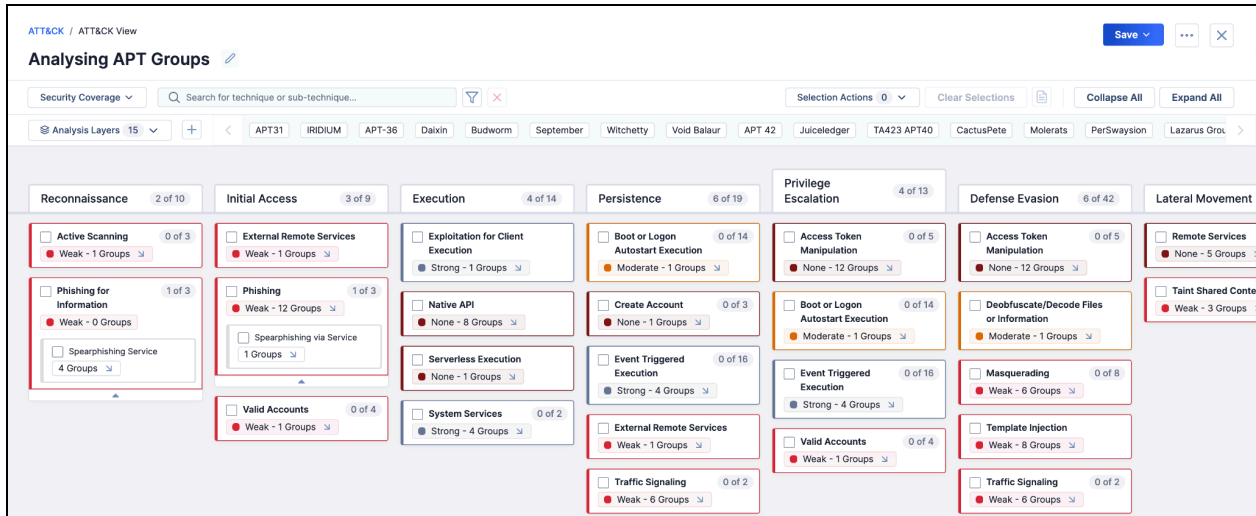 ATT&CK / ATT&CK View
Save
Analysing APT Groups
Security Coverage
Search for technique or sub-technique...
Selection Actions 0
Clear Selections
Collapse All
Expand All
Analysis Layers 15
APT31
IRIDIUM
APT-36
Daixin
Budworm
September
Witchetty
Void Balaur
APT 42
Juiceledger
TA423 APT40
CactusPete
Molerats
PerSwaysion
Lazarus Grou
Reconnaissance 2 of 10
Active Scanning 0 of 3
Weak - 1 Groups
Phishing for 1 of 3
Information
Weak - 0 Groups
Spearphishing Service
4 Groups
Initial Access 3 of 9
External Remote Services
Weak - 1 Groups
Phishing 1 of 3
Weak - 12 Groups
Spearphishing via Service
1 Groups
Valid Accounts 0 of 4
Weak - 1 Groups
Execution 4 of 14
Exploitation for Client
Execution
Strong - 1 Groups
Native API
None - 8 Groups
Serverless Execution
None - 1 Groups
System Services 0 of 2
Strong - 4 Groups
Persistence 6 of 19
Boot or Logon 0 of 14
Autostart Execution
Moderate - 1 Groups
Create Account 0 of 3
None - 1 Groups
Event Triggered 0 of 16
Execution
Strong - 4 Groups
External Remote Services
Weak - 1 Groups
Traffic Signaling 0 of 2
Weak - 6 Groups
Privilege
Escalation 4 of 13
Access Token 0 of 5
Manipulation
None - 12 Groups
Boot or Logon 0 of 14
Autostart Execution
Moderate - 1 Groups
Event Triggered 0 of 16
Execution
Strong - 4 Groups
Valid Accounts 0 of 4
Weak - 1 Groups
Defense Evasion 6 of 42
Access Token 0 of 5
Manipulation
None - 12 Groups
Deobfuscate/Decode Files
or Information
Moderate - 1 Groups
Masquerading 0 of 8
Weak - 6 Groups
Template Injection
Weak - 8 Groups
Traffic Signaling 0 of 2
Weak - 6 Groups
Lateral Movement
Remote Services
None - 5 Groups
Taint Shared Conte
Weak - 3 Groups